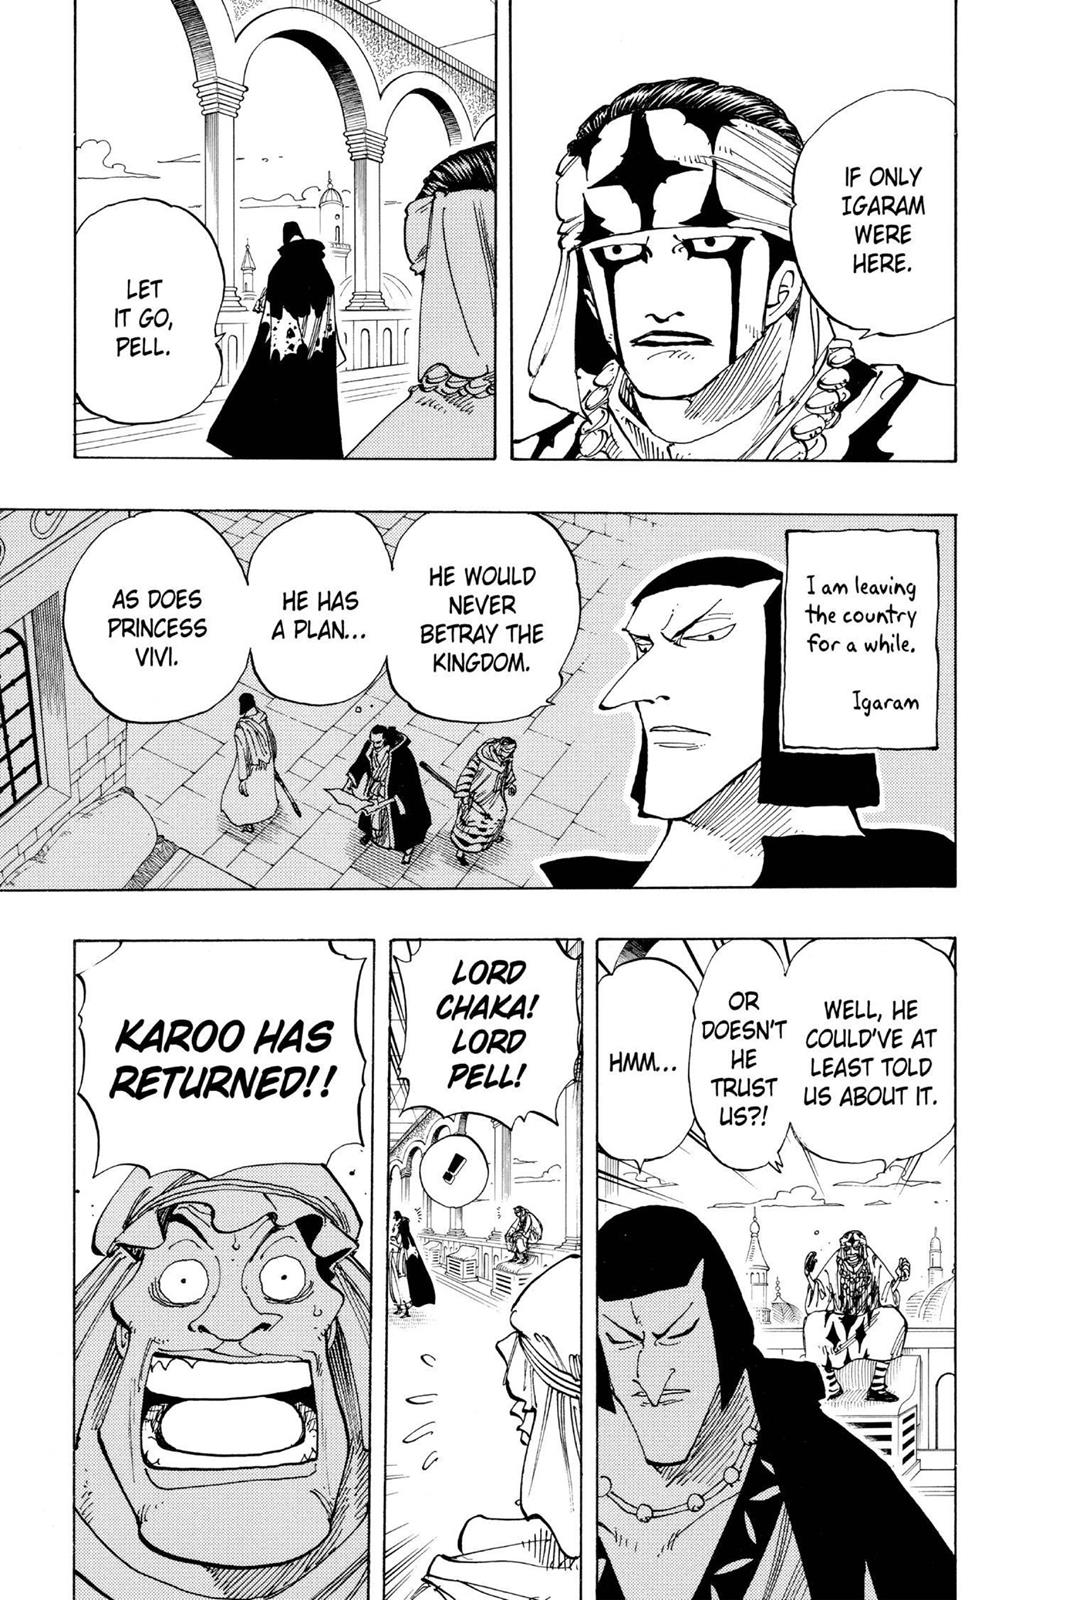 IF ONLY
IGARAM
WERE
HERE.
LET
IT GO,
PELL.
I am leaving
the country
for a while.
Igaram
HE WOULD
NEVER
BETRAY THE
KINGDOM.
HE HAS
A PLAN...
AS DOES
PRINCESS
VIVI.
WELL, HE
COULD'VE AT
LEAST TOLD
US ABOUT IT.
OR
DOESN'T
HE
TRUST
US?!
HMM...
LORD
CHAKA!
LORD
PELL!
!
KAROO HAS
RETURNED!!